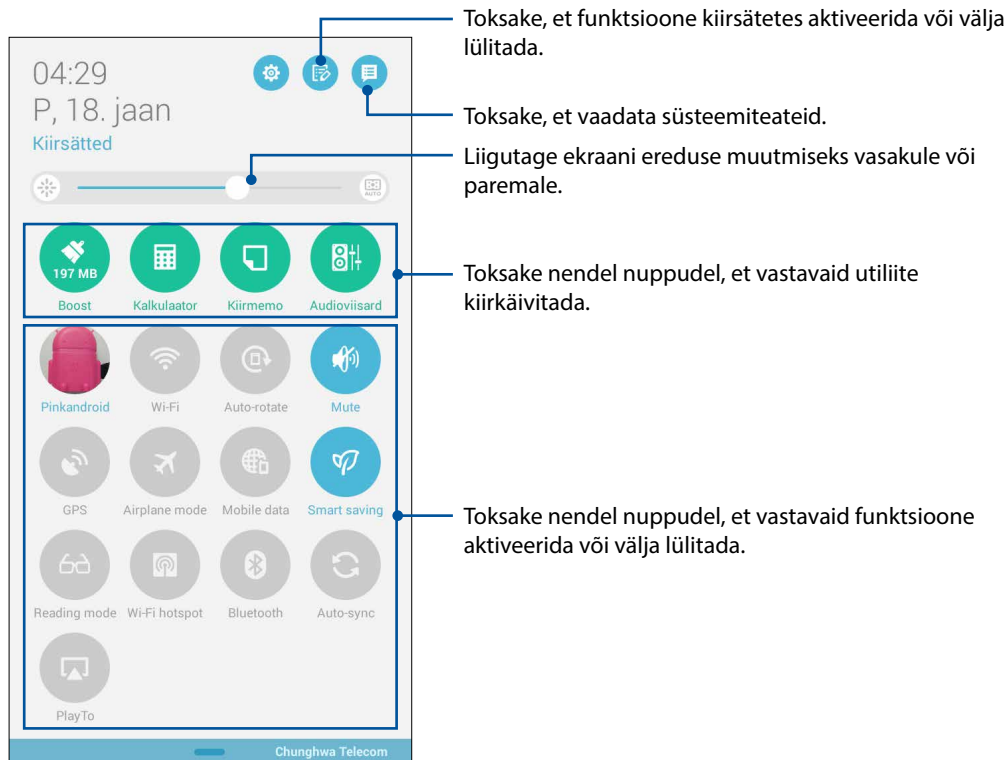 Toksake, et funktsioone kiirsätetes aktiveerida või välja
lülitada.
04:29
P, 18. jaan
Kiirsätted
Toksake, et vaadata süsteemiteateid.
Liigutage ekraani ereduse muutmiseks vasakule või
paremale.
AUTO
197 MB
Boost Kalkulaator Kiirmemo Audioviisard
Toksake nendel nuppudel, et vastavaid utiliite
kiirkäivitada.
Pinkandroid Wi-Fi Auto-rotate Mute
GPS Airplane mode Mobile data Smart saving
Toksake nendel nuppudel, et vastavaid funktsioone
aktiveerida või välja lülitada.
Reading mode Wi-Fi hotspot Bluetooth Auto-sync
PlayTo
Chunghwa Telecom